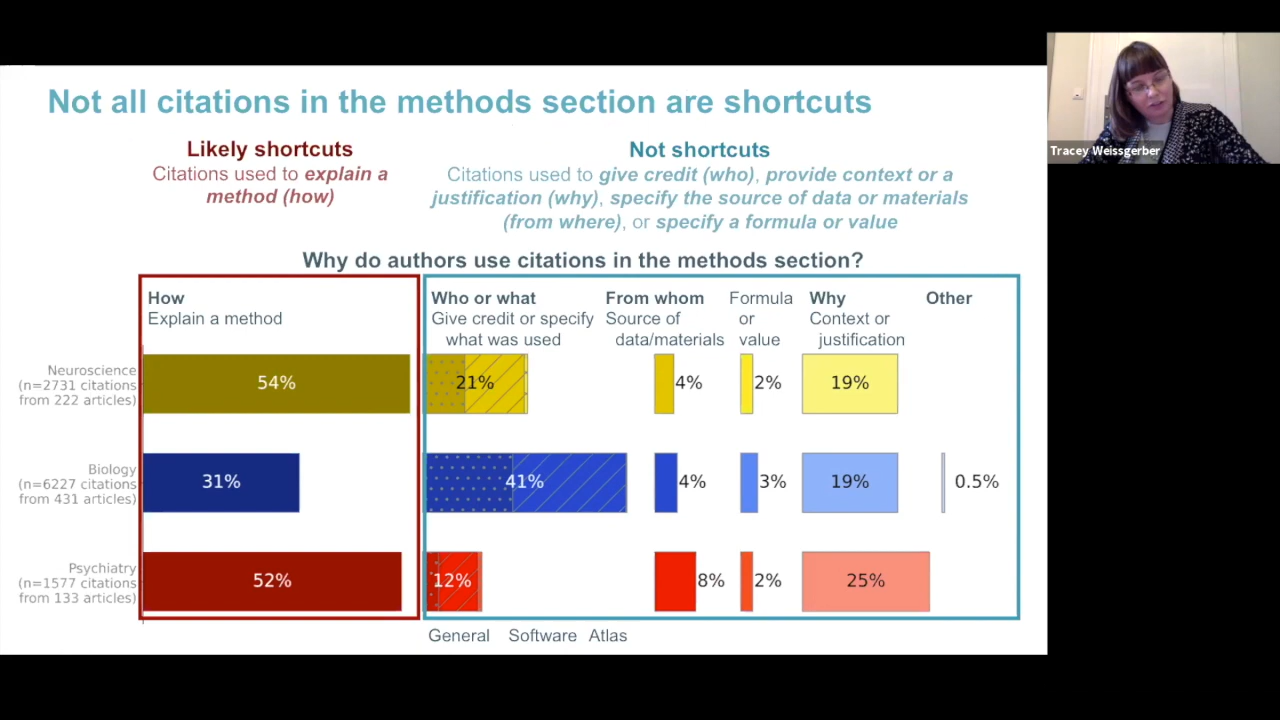 Not all citations in the methods section are shortcuts
Tracey Weissgerber
Likely shortcuts
Citations used to explain a
method (how)
Not shortcuts
Citations used to give credit (who), provide context or a
justification (why), specify the source of data or materials
(from where), or specify a formula or value
Why do authors use citations in the methods section?
How
Explain a method
Who or what
Give credit or specify
what was used
From whom
Source of
data/materials
Formula
or
value
Why
Context or
justification
Other
Neuroscience
(n=2731 citations
from 222 articles)
54%
21%
4%
2%
19%
Biology
(n=6227 citations
from 431 articles)
31%
41%
4%
3%
19%
0.5%
Psychiatry
(n=1577 citations
from 133 articles)
52%
12%
8%
2%
25%
General Software Atlas